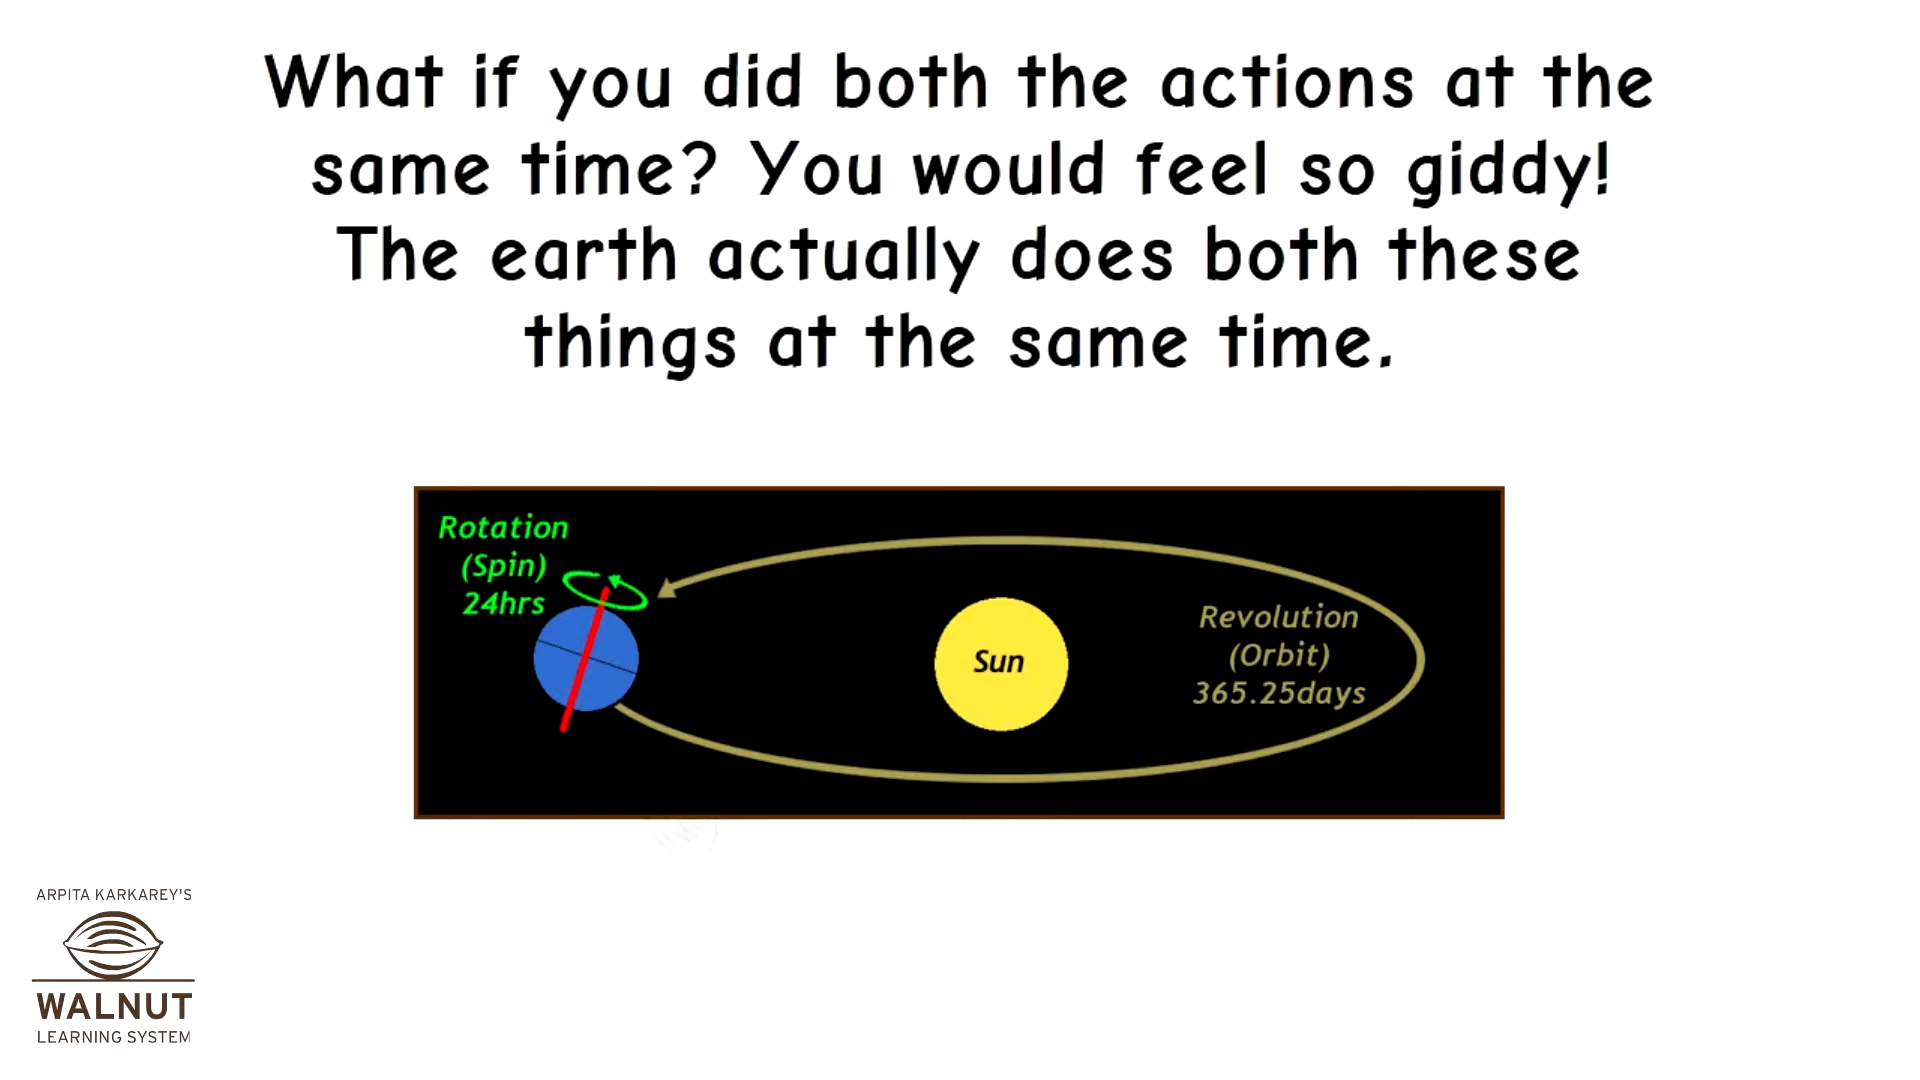 What if you did both the actions at the
same time? You would feel so giddy!
The earth actually does both these
things at the same time.
Rotation
(Spin)
24hrs
Sun
Revolution
(Orbit)
365.25days
ARPITA KARKAREY'S
WALNUT
LEARNING SYSTEM